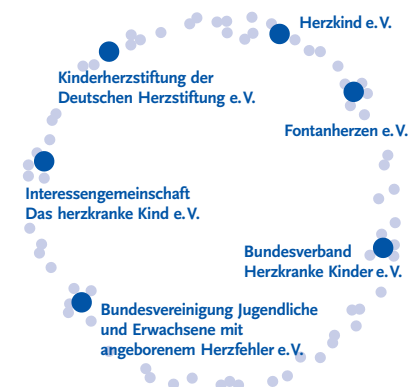 Herzkind e. V.
Kinderherzstiftung der
Deutschen Herzstiftung e. V.
Fontanherzen e. V.
Interessengemeinschaft
Das herzkranke Kind e. V.
Bundesverband
Herzkranke Kinder e. V.
Bundesvereinigung Jugendliche
und Erwachsene mit
angeborenem Herzfehler e. V.